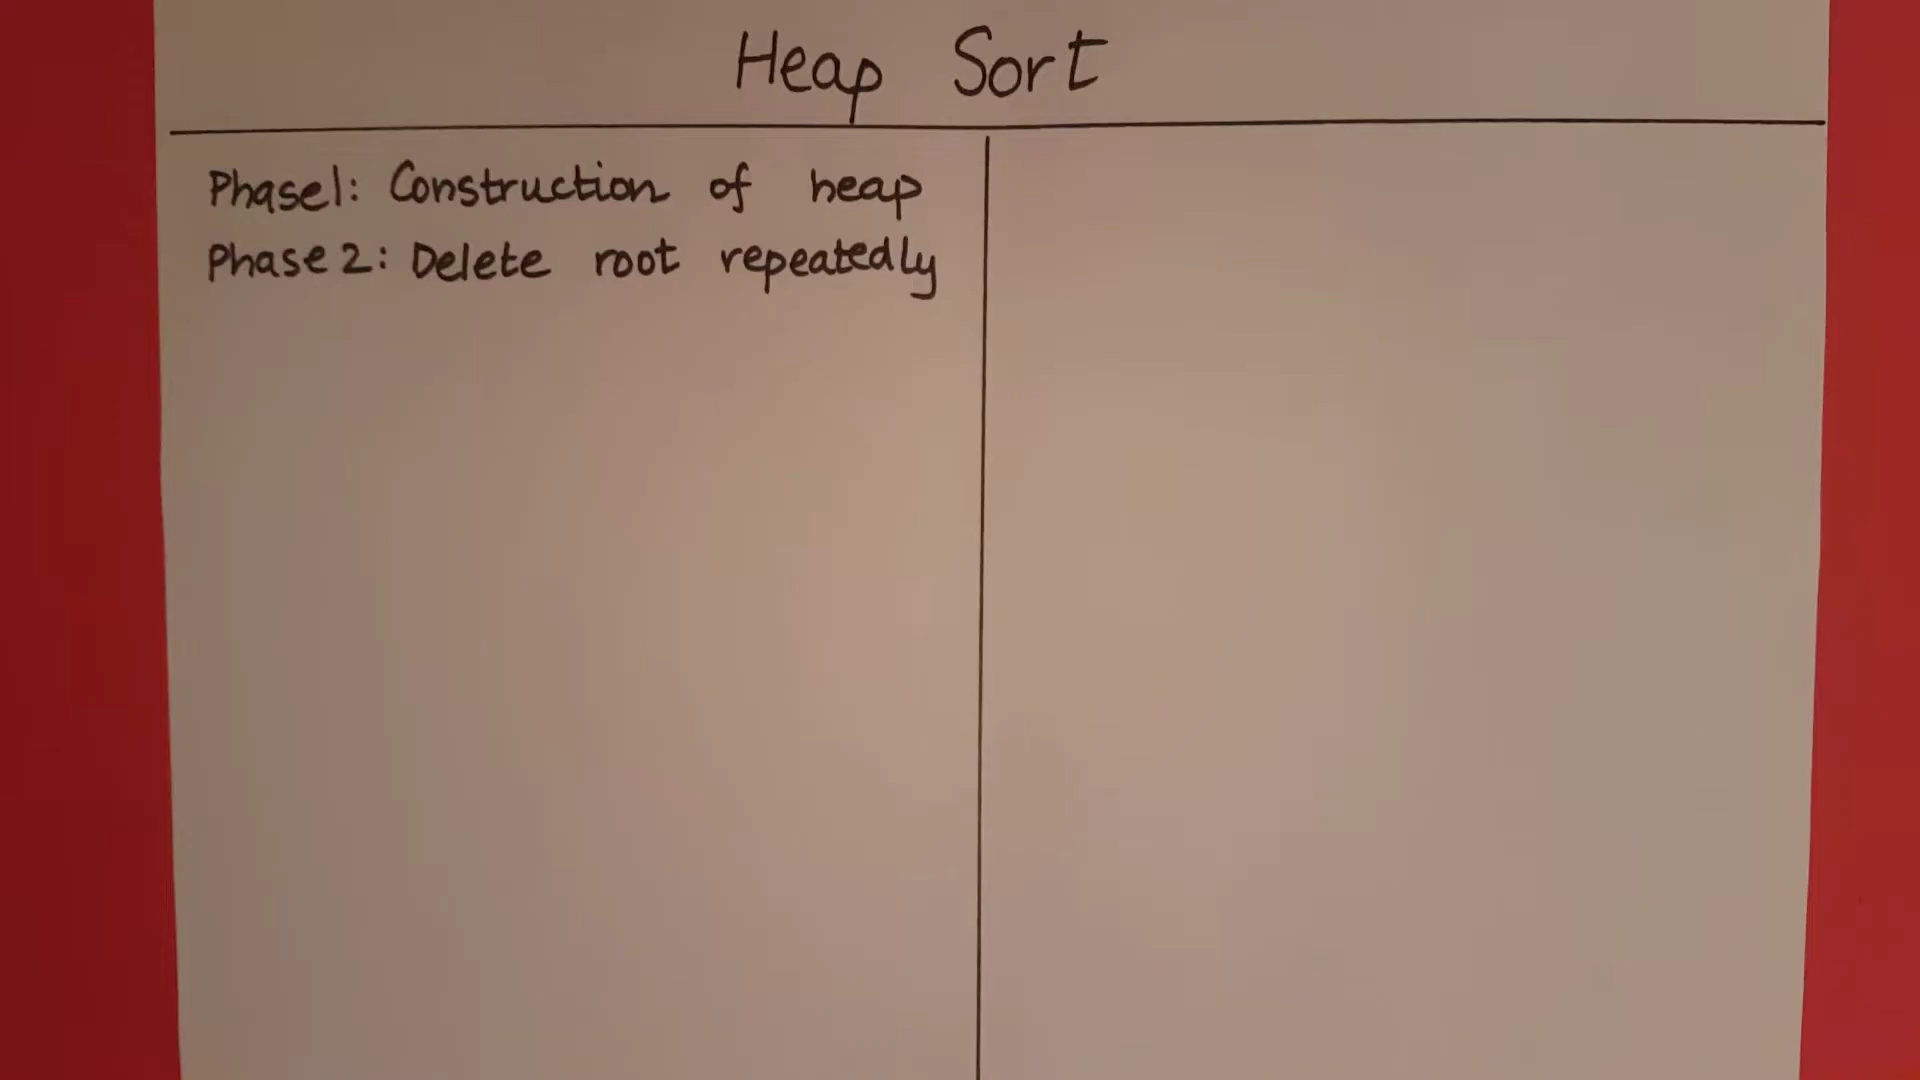 Heap Sort
Phase1: Construction of heap
Phase 2: Delete root repeatedly